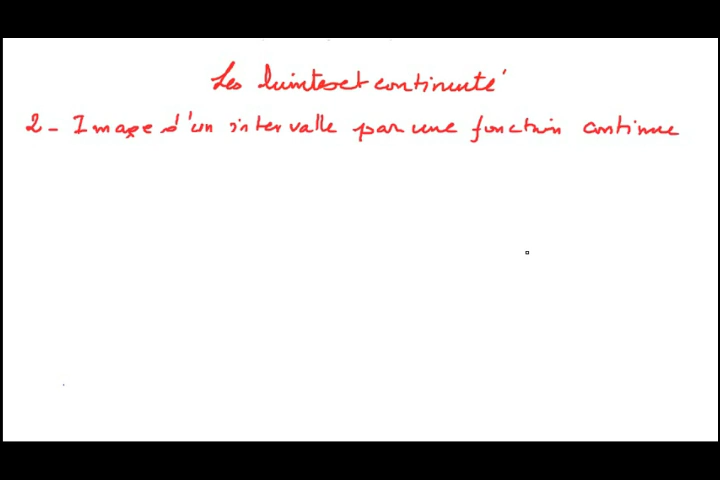 Les limites et continuité
2 - Image d'un intervalle par une fonction continue